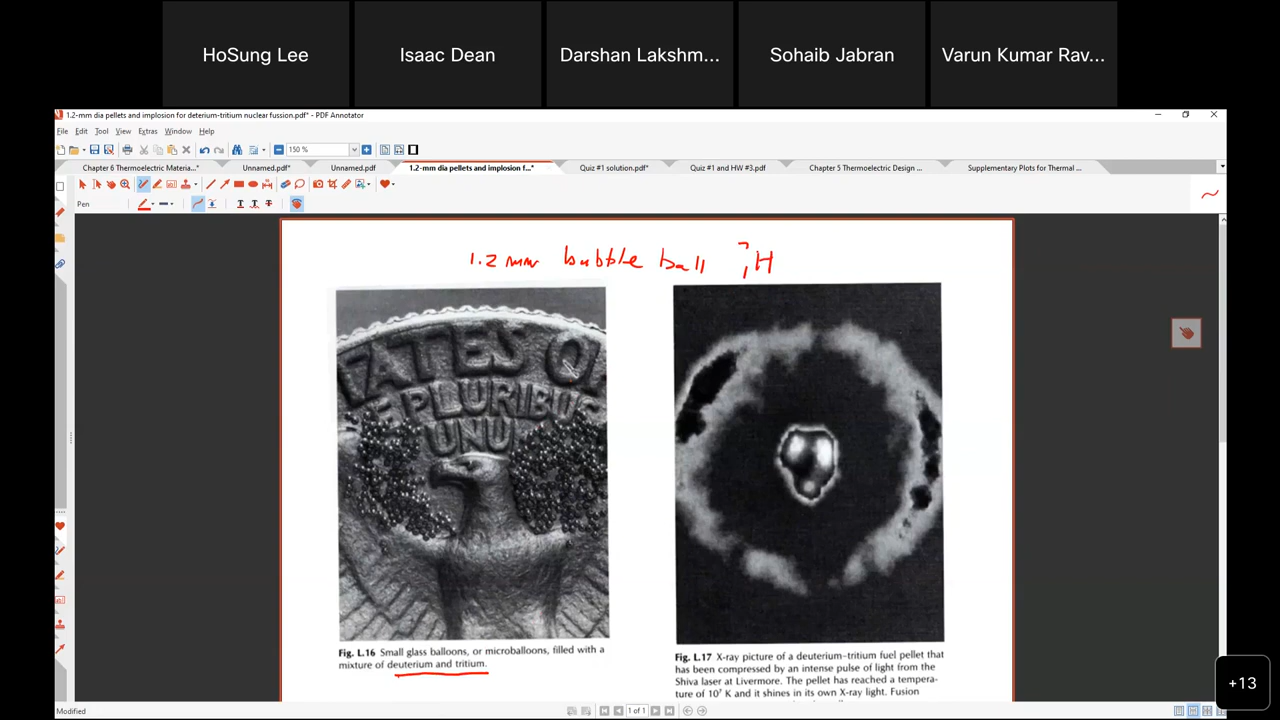 HoSung Lee
Isaac Dean
Darshan Lakshm...
Sohaib Jabran
Varun Kumar Rav...
1.2-mm dia pellets and implosion for deterium-tritium nuclear fussion.pdf* - PDF Annotator
File Edit Tool View Extras Window Help
150 %
Chapter 6 Thermoelectric Materia...* Unnamed.pdf* Unnamed.pdf 1.2-mm dia pellets and implosion f...* Quiz #1 solution.pdf* Quiz #1 and HW #3.pdf Chapter 5 Thermoelectric Design ... Supplementary Plots for Thermal ...
Pen
1.2 mm bubble ball H
TATES OF
E PLURIBUS
UNU
Fig. L.16 Small glass balloons, or microballoons, filled with a
mixture of deuterium and tritium.
Fig. L.17 X-ray picture of a deuterium–tritium fuel pellet that
has been compressed by an intense pulse of light from the
Shiva laser at Livermore. The pellet has reached a tempera-
ture of 10⁷ K and it shines in its own X-ray light. Fusion
+13
Modified
1 of 1